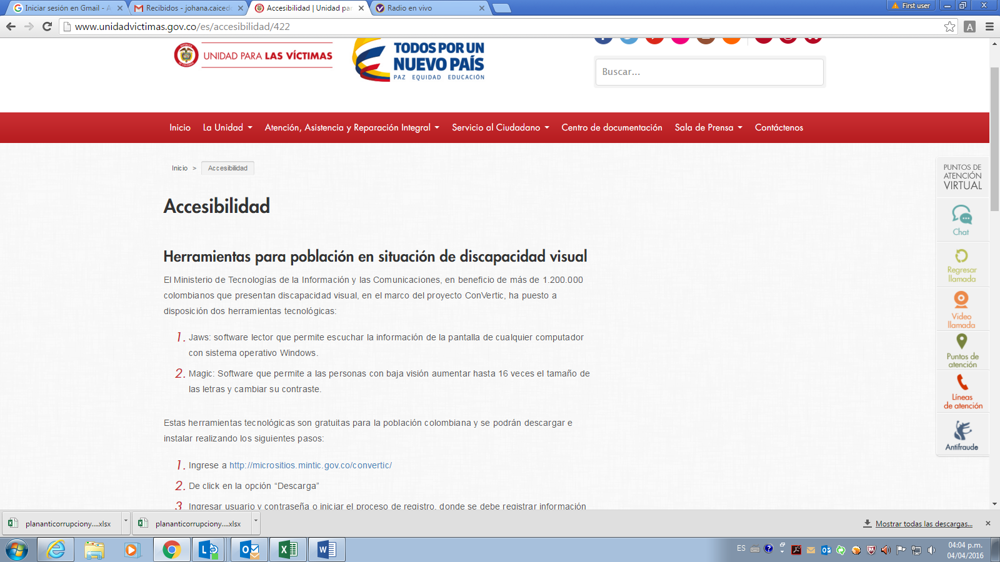 Iniciar sesión en Gmail - A
Recibidos - johana.caiced
Accesibilidad | Unidad par
Radio en vivo
First user
www.unidadvictimas.gov.co/es/accesibilidad/422
A
UNIDAD PARA LAS VÍCTIMAS
TODOS POR UN
NUEVO PAÍS
PAZ EQUIDAD EDUCACIÓN
Buscar...
Inicio
La Unidad
Atención, Asistencia y Reparación Integral
Servicio al Ciudadano
Centro de documentación
Sala de Prensa
Contáctenos
Inicio > Accesibilidad
Accesibilidad
Herramientas para población en situación de discapacidad visual
El Ministerio de Tecnologías de la Información y las Comunicaciones, en beneficio de más de 1.200.000
colombianos que presentan discapacidad visual, en el marco del proyecto ConVertic, ha puesto a
disposición dos herramientas tecnológicas:
1. Jaws: software lector que permite escuchar la información de la pantalla de cualquier computador
con sistema operativo Windows.
2. Magic: Software que permite a las personas con baja visión aumentar hasta 16 veces el tamaño de
las letras y cambiar su contraste.
Estas herramientas tecnológicas son gratuitas para la población colombiana y se podrán descargar e
instalar realizando los siguientes pasos:
1. Ingrese a http://micrositios.mintic.gov.co/convertic/
2. De click en la opción “Descarga”
3 Ingresar usuario y contraseña o iniciar el proceso de registro, donde se debe registrar información
PUNTOS DE
ATENCIÓN
VIRTUAL
Chat
Regresar
llamada
Video
llamada
Puntos de
atención
Líneas
de atención
Antifraude
plananticorrupciony....xlsx
plananticorrupciony....xlsx
Mostrar todas las descargas...
ES
04:04 p.m.
04/04/2016